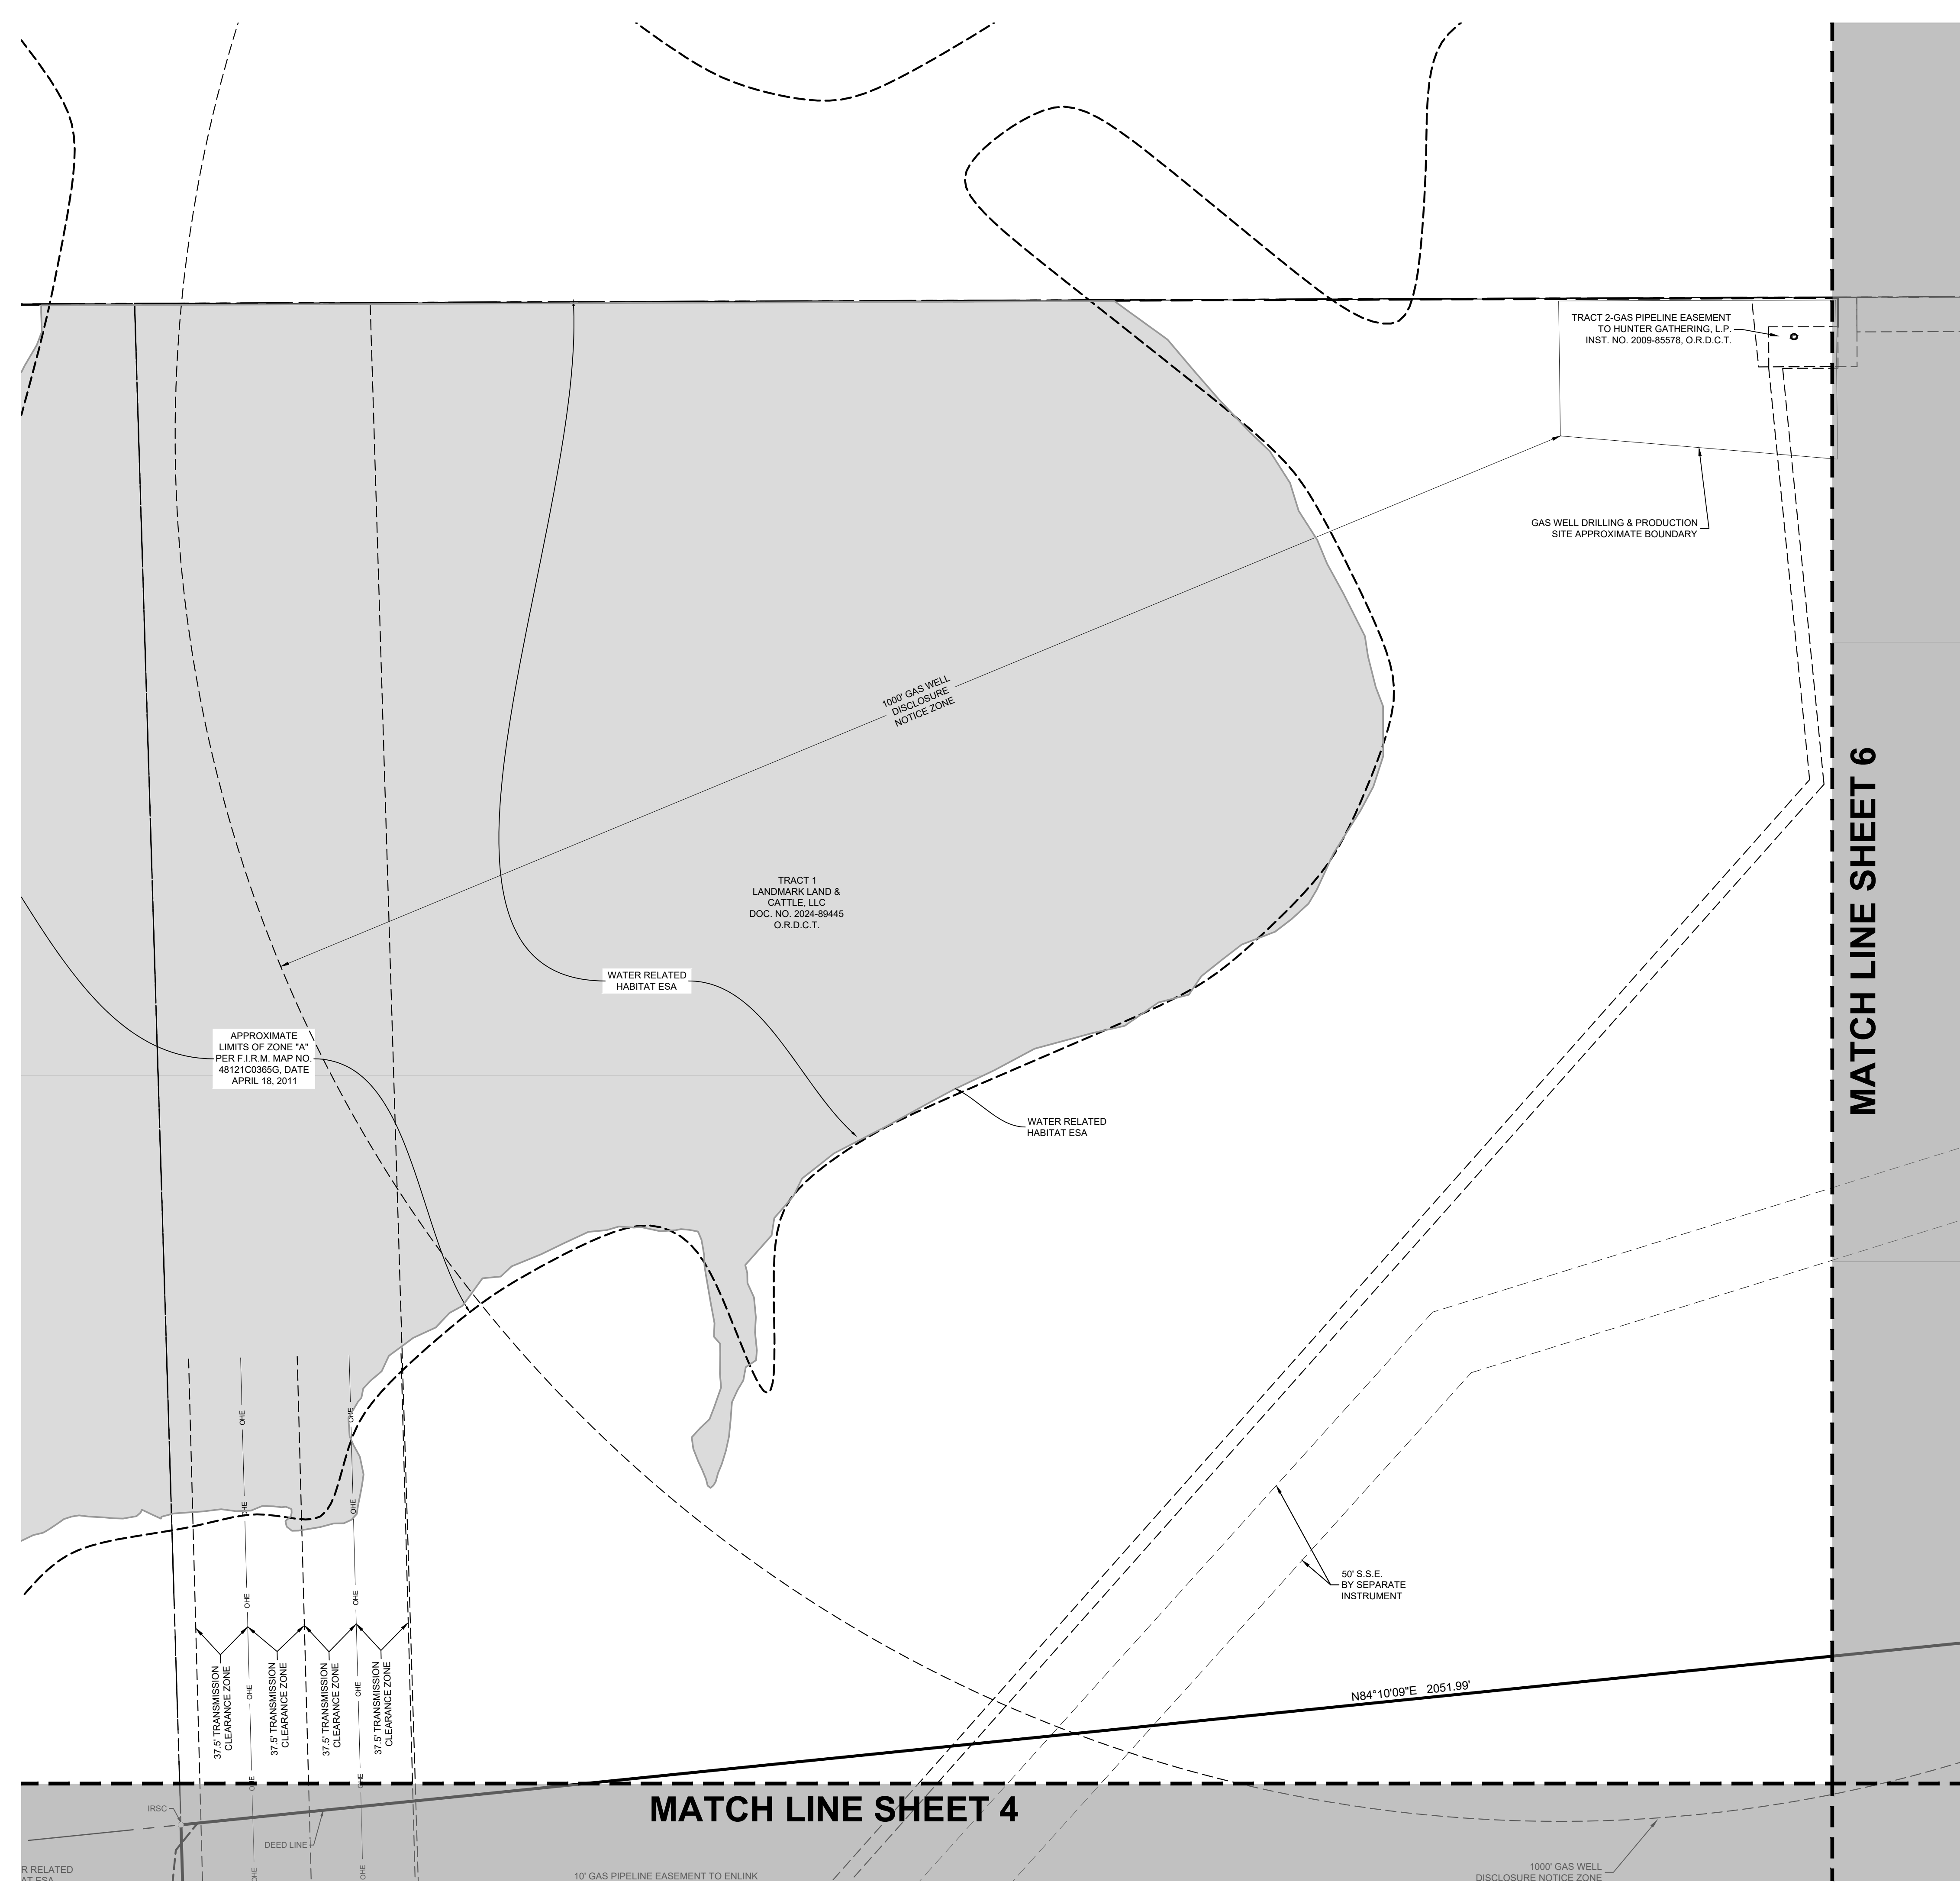 TRACT 2-GAS PIPELINE EASEMENT
TO HUNTER GATHERING, L.P.
INST. NO. 2009-85578, O.R.D.C.T.
GAS WELL DRILLING & PRODUCTION
SITE APPROXIMATE BOUNDARY
1000' GAS WELL
DISCLOSURE
NOTICE ZONE
MATCH LINE SHEET 6
TRACT 1
LANDMARK LAND &
CATTLE, LLC
DOC. NO. 2024-89445
O.R.D.C.T.
WATER RELATED
HABITAT ESA
APPROXIMATE
LIMITS OF ZONE "A"
PER F.I.R.M. MAP NO.
48121C0365G, DATE
APRIL 18, 2011
WATER RELATED
HABITAT ESA
OHE
OHE
OHE
OHE
OHE
OHE
50' S.S.E.
BY SEPARATE
INSTRUMENT
37.5' TRANSMISSION
CLEARANCE ZONE
37.5' TRANSMISSION
CLEARANCE ZONE
37.5' TRANSMISSION
CLEARANCE ZONE
37.5' TRANSMISSION
CLEARANCE ZONE
OHE
OHE
N84°10'09"E 2051.99'
OHE
OHE
IRSC
MATCH LINE SHEET 4
DEED LINE
R RELATED
AT ESA
OHE
OHE
10' GAS PIPELINE EASEMENT TO ENLINK
1000' GAS WELL
DISCLOSURE NOTICE ZONE